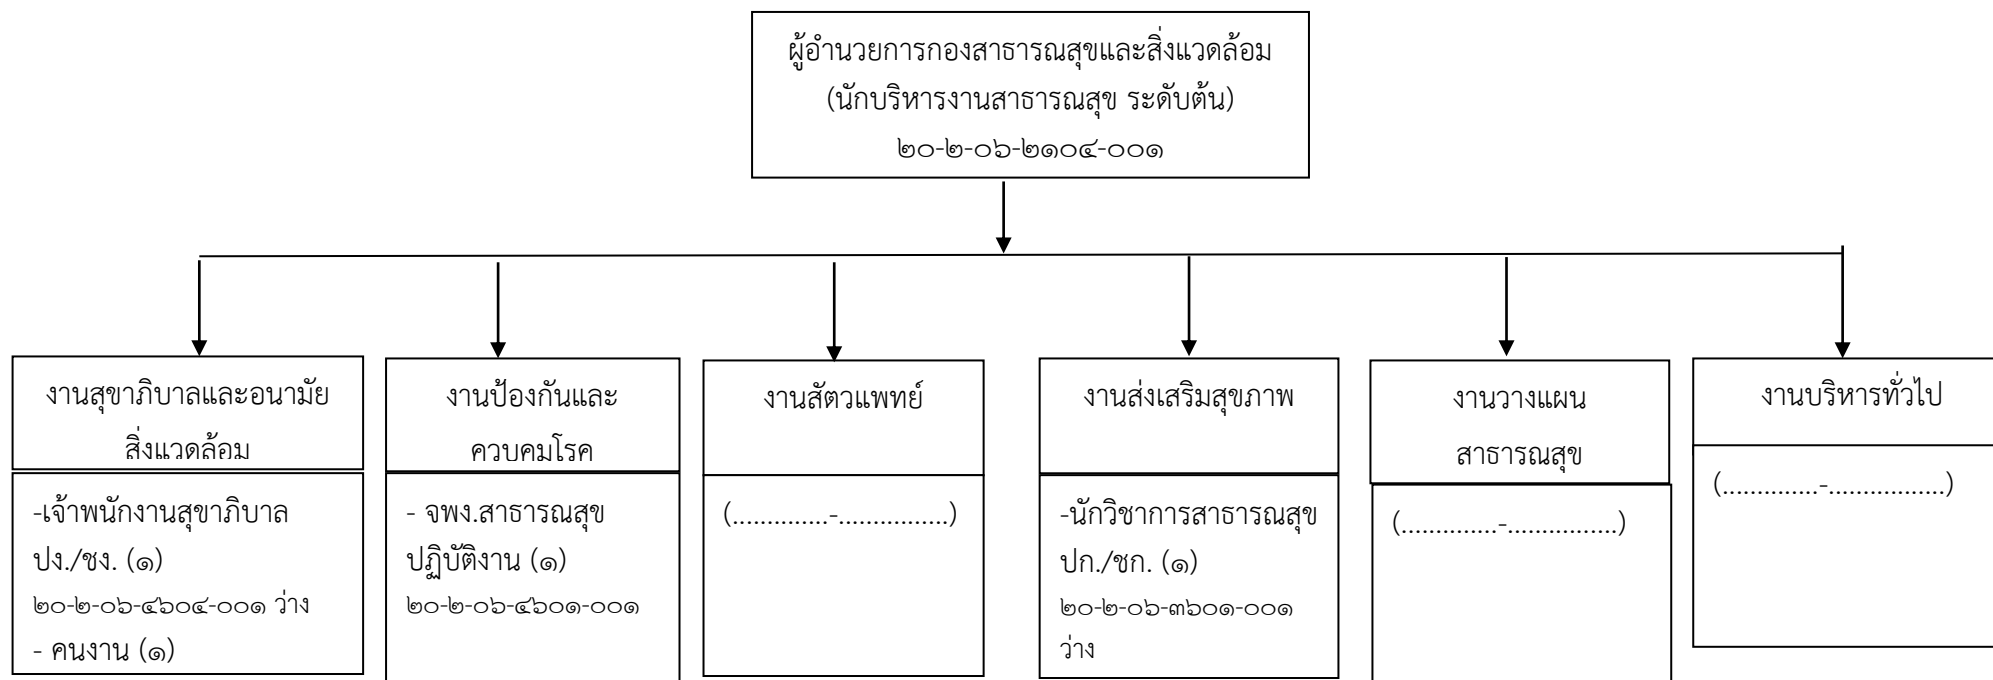 ผู้อำนวยการกองสาธารณสุขและสิ่งแวดล้อม
(นักบริหารงานสาธารณสุข ระดับต้น)
๒๐-๒-๐๖-๒๑๐๔-๐๐๑
งานสุขาภิบาลและอนามัย
สิ่งแวดล้อม
-เจ้าพนักงานสุขาภิบาล
ปง./ชง. (๑)
๒๐-๒-๐๖-๔๖๐๔-๐๐๑ ว่าง
- คนงาน (๑)
งานป้องกันและ
ควบคุมโรค
- จพง.สาธารณสุข
ปฏิบัติงาน (๑)
๒๐-๒-๐๖-๔๖๐๑-๐๐๑
งานสัตวแพทย์
(..............-................)
งานส่งเสริมสุขภาพ
-นักวิชาการสาธารณสุข
ปก./ชก. (๑)
๒๐-๒-๐๖-๓๖๐๑-๐๐๑
ว่าง
งานวางแผน
สาธารณสุข
(..............-................)
งานบริหารทั่วไป
(..............-.................)